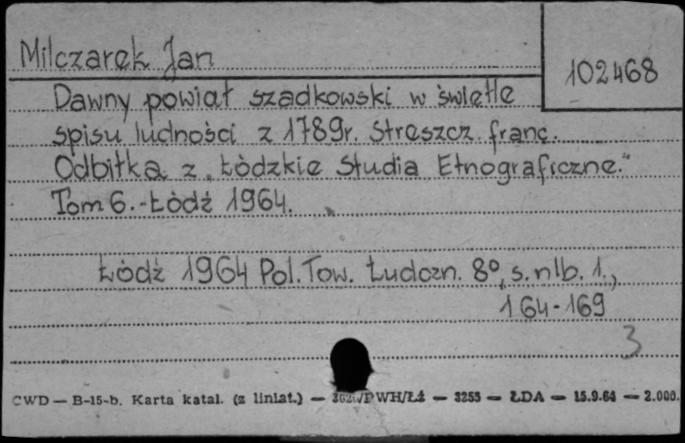 Milczarek Jan
102468
Dawny powiat szadkowski w świetle
spisu ludności z 1789r. Streszcz. franc.
Odbitka z „Łódzkie Studia Etnograficzne."
Tom 6.-Łódź 1964.
Łódź 1964 Pol. Tow. Ludozn. 8°, s. nlb. 1.,
164-169
3
CWD — B-15-b. Karta katal. (z liniat.) — WH/Łż — 3255 — ŁDA — 15.9.64 — 2.000.